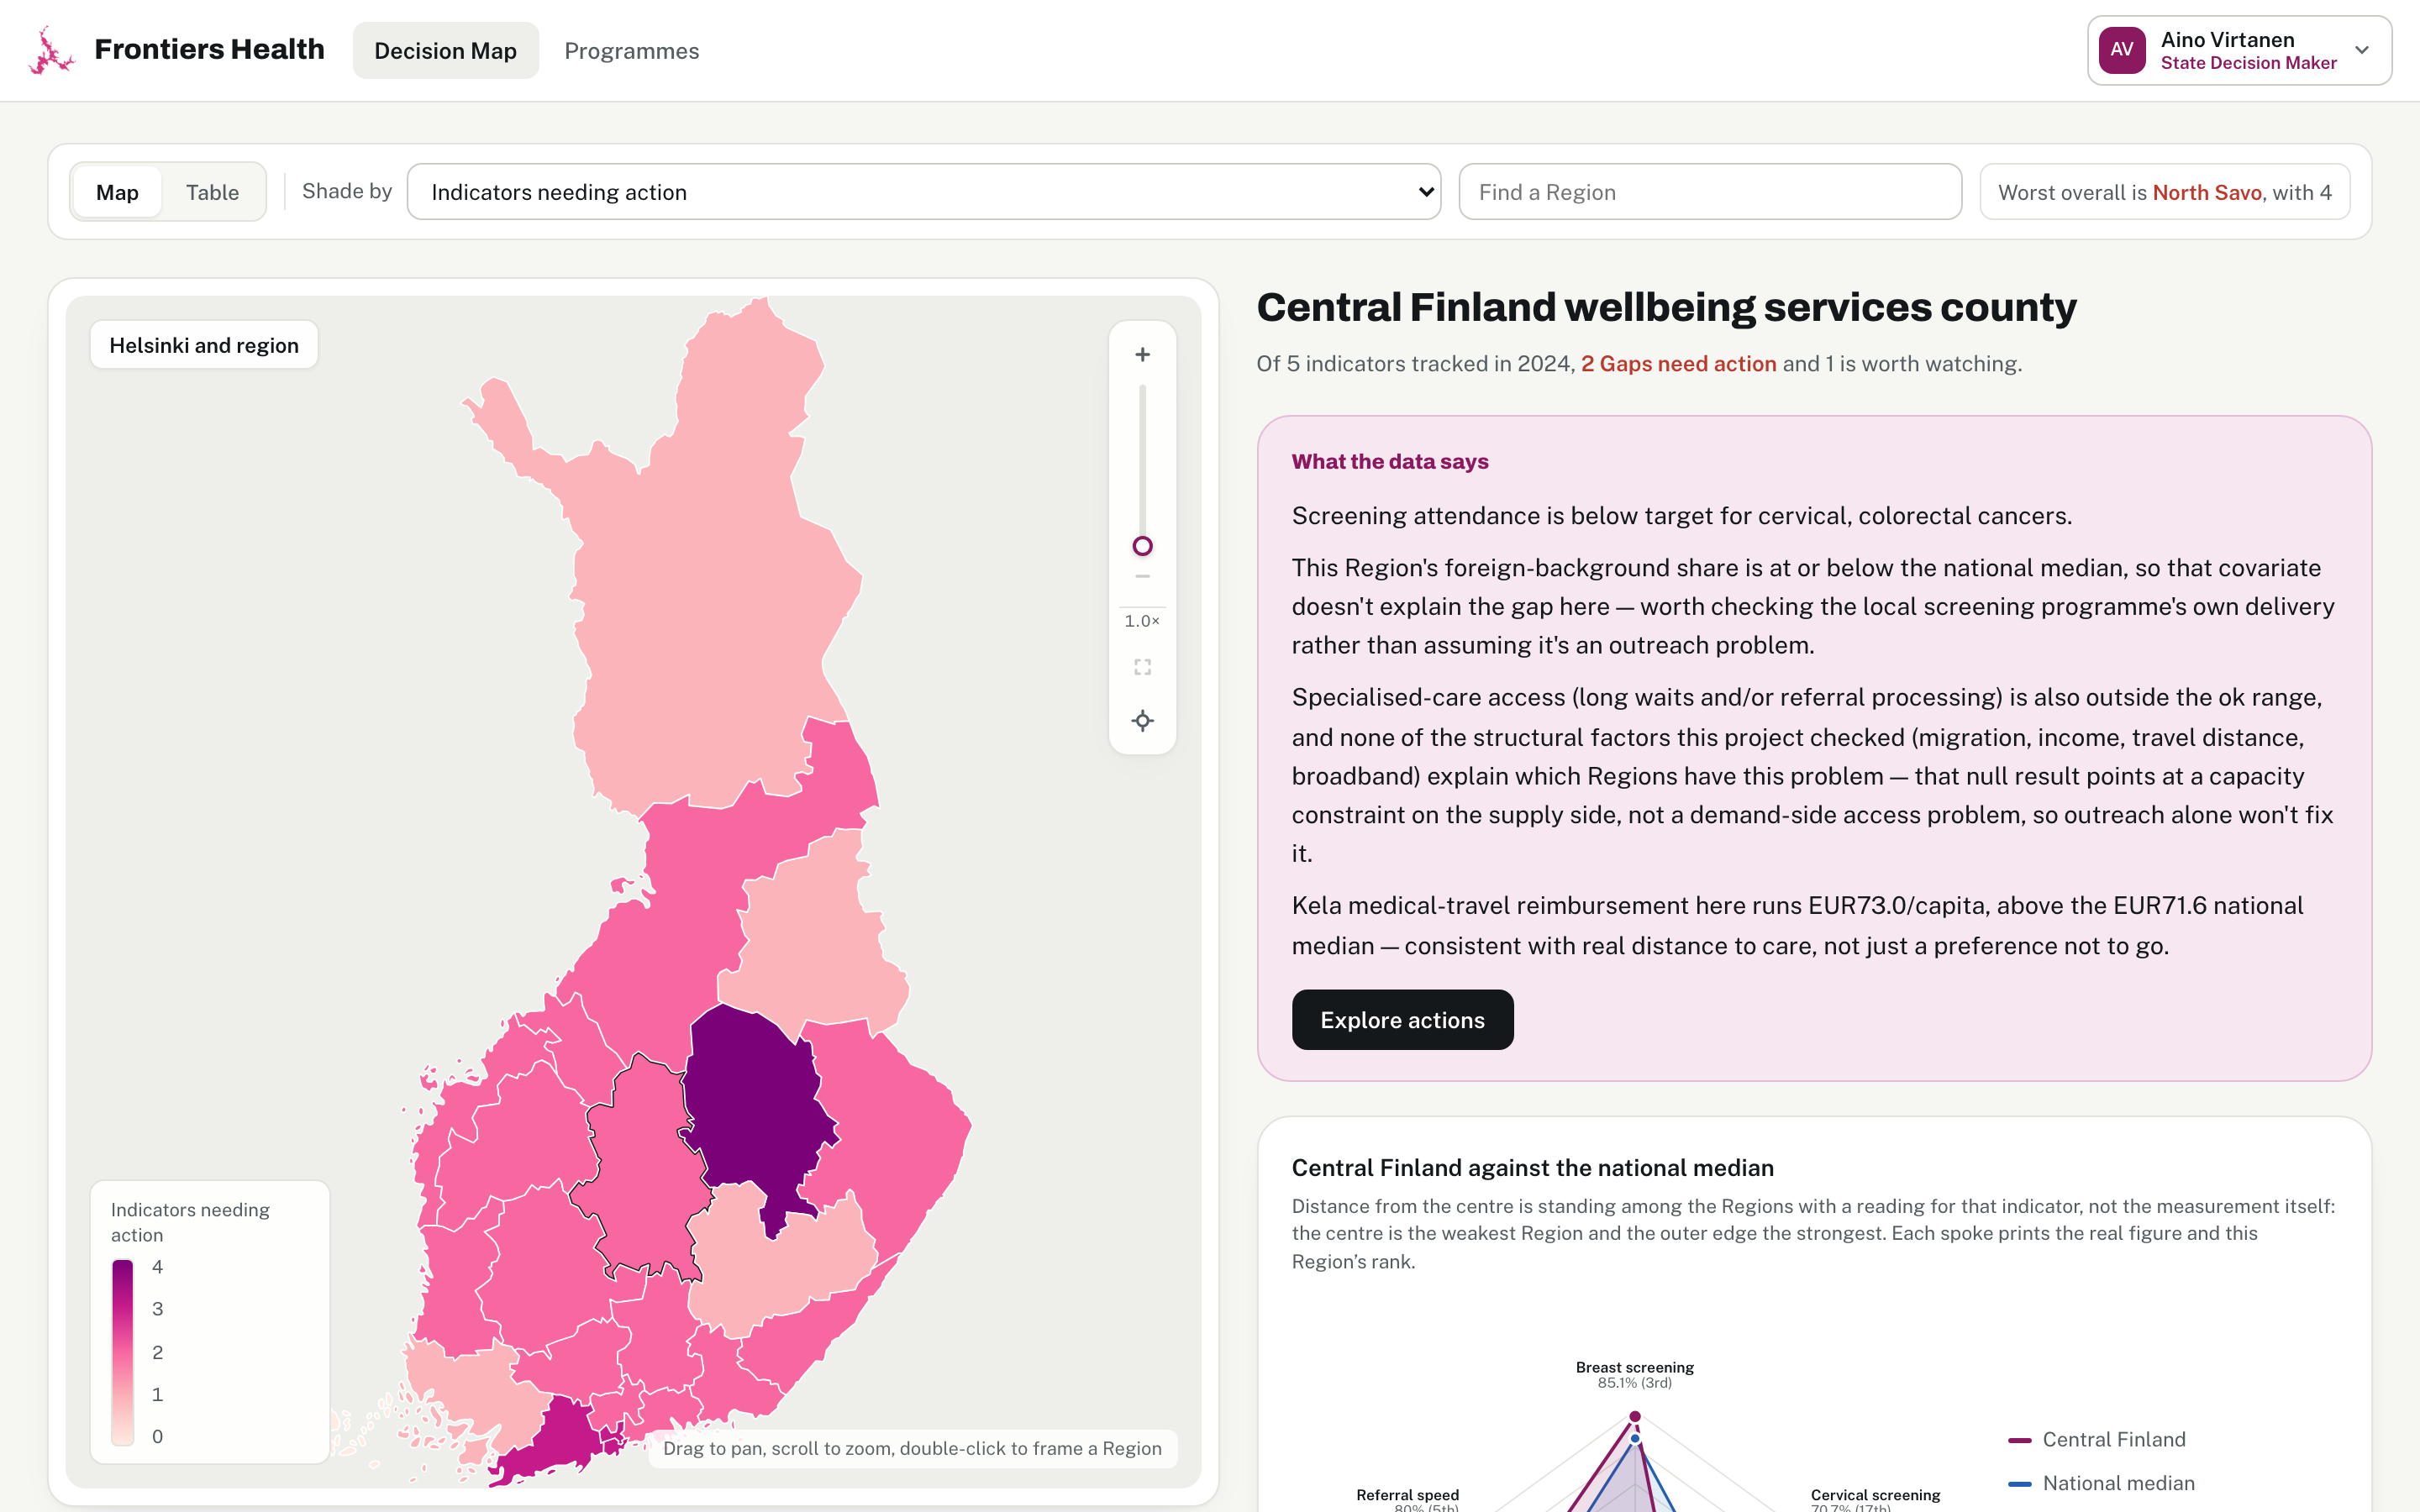 Frontiers Health
Decision Map
Programmes
AV
Aino Virtanen
State Decision Maker
Map
Table
Shade by
Indicators needing action
Find a Region
Worst overall is North Savo, with 4
Helsinki and region
+
−
1.0×
Indicators needing
action
4
3
2
1
0
Drag to pan, scroll to zoom, double-click to frame a Region
Central Finland wellbeing services county
Of 5 indicators tracked in 2024, 2 Gaps need action and 1 is worth watching.
What the data says
Screening attendance is below target for cervical, colorectal cancers.
This Region's foreign-background share is at or below the national median, so that covariate
doesn't explain the gap here — worth checking the local screening programme's own delivery
rather than assuming it's an outreach problem.
Specialised-care access (long waits and/or referral processing) is also outside the ok range,
and none of the structural factors this project checked (migration, income, travel distance,
broadband) explain which Regions have this problem — that null result points at a capacity
constraint on the supply side, not a demand-side access problem, so outreach alone won't fix
it.
Kela medical-travel reimbursement here runs EUR73.0/capita, above the EUR71.6 national
median — consistent with real distance to care, not just a preference not to go.
Explore actions
Central Finland against the national median
Distance from the centre is standing among the Regions with a reading for that indicator, not the measurement itself:
the centre is the weakest Region and the outer edge the strongest. Each spoke prints the real figure and this
Region’s rank.
Breast screening
85.1% (3rd)
Referral speed
80% (5th)
Cervical screening
70.7% (17th)
Central Finland
National median